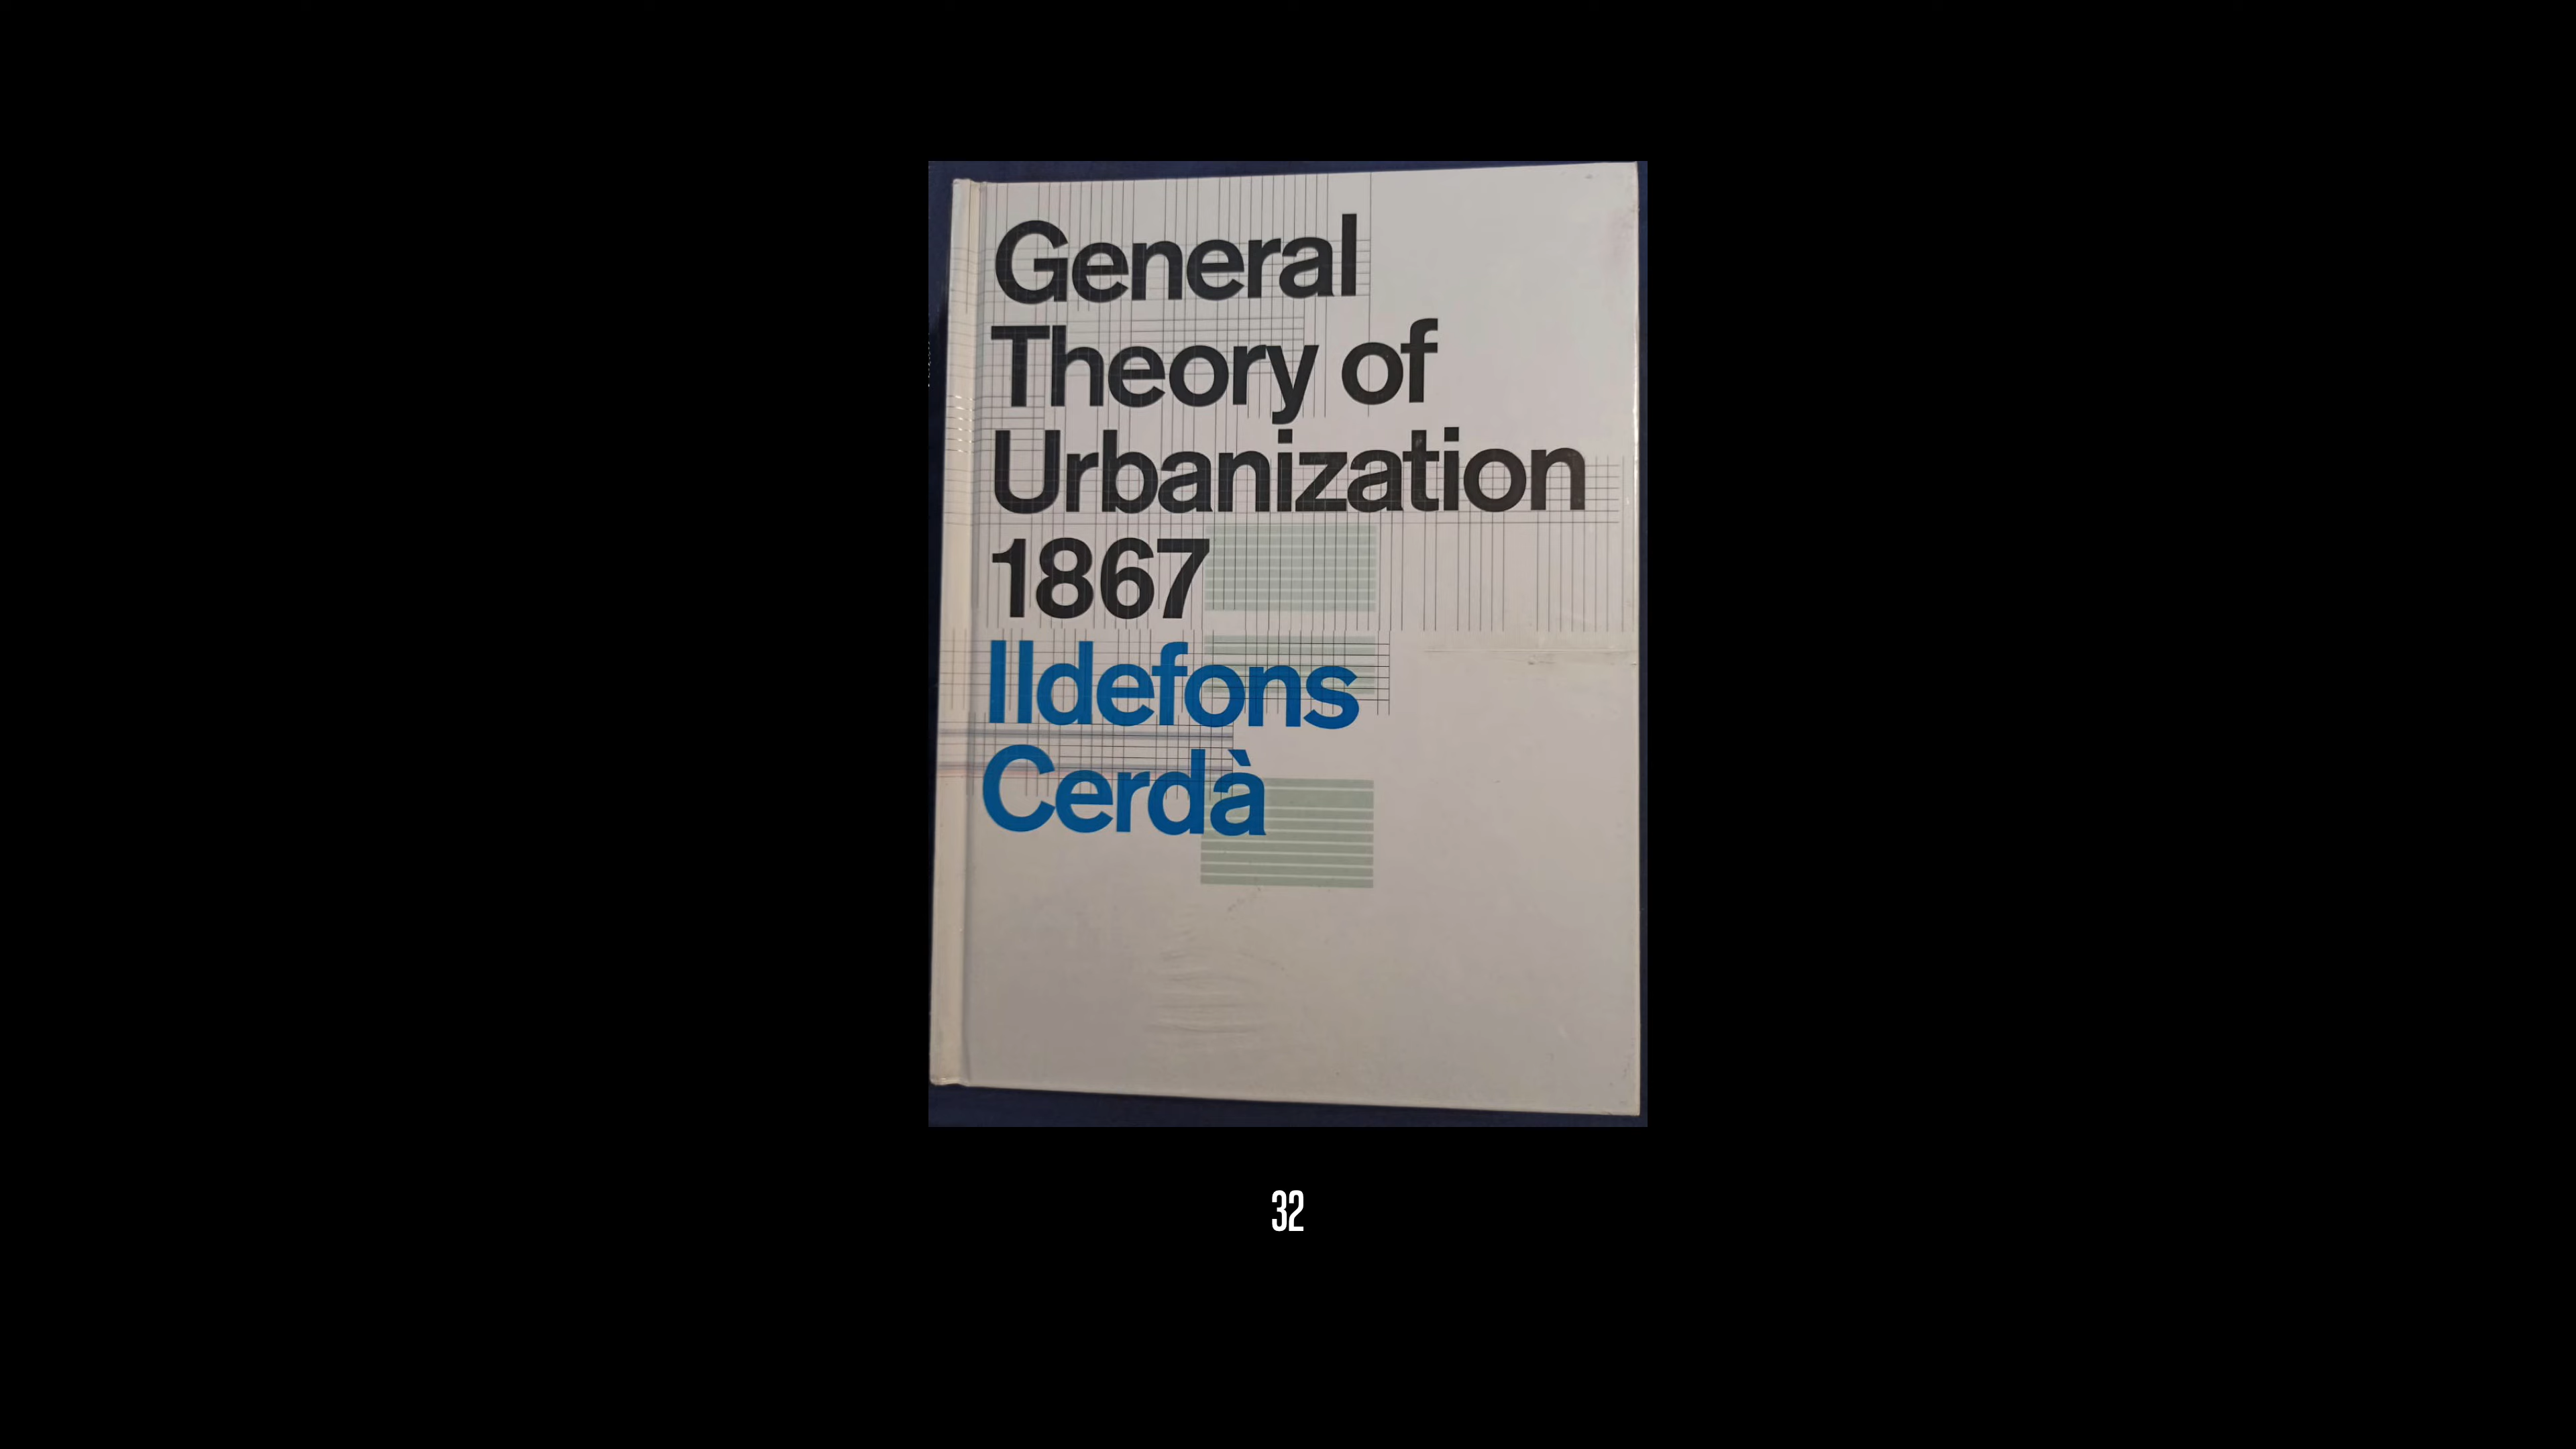 General
Theory of
Urbanization
1867
Ildefons
Cerdà
32